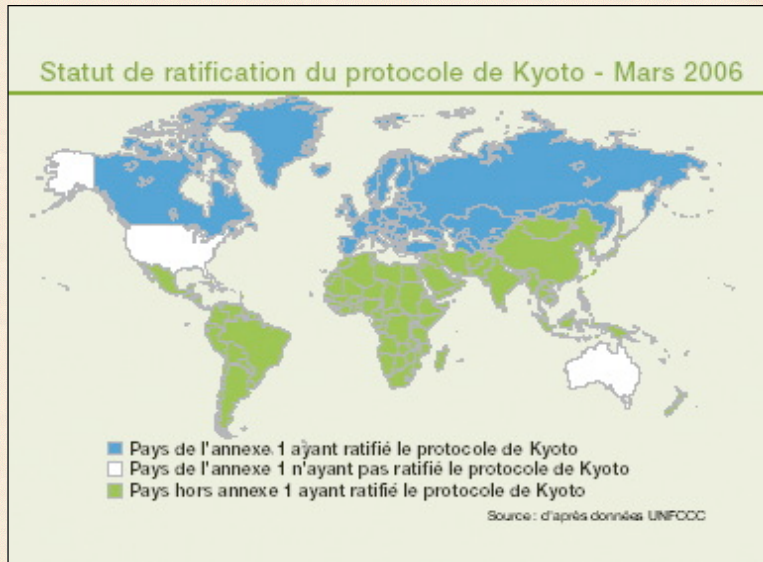 Statut de ratification du protocole de Kyoto - Mars 2006
Pays de l'annexe 1 ayant ratifié le protocole de Kyoto
Pays de l'annexe 1 n'ayant pas ratifié le protocole de Kyoto
Pays hors annexe 1 ayant ratifié le protocole de Kyoto
Source : d'après données UNFCCC